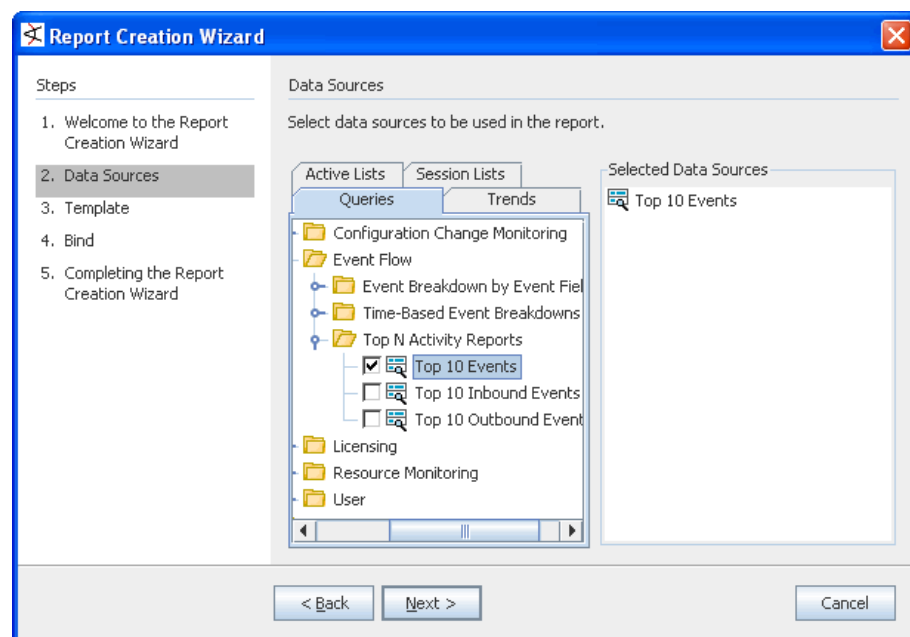 Report Creation Wizard
Steps
1. Welcome to the Report
Creation Wizard
2. Data Sources
3. Template
4. Bind
5. Completing the Report
Creation Wizard
Data Sources
Select data sources to be used in the report.
Active Lists
Session Lists
Queries
Trends
Configuration Change Monitoring
Event Flow
Event Breakdown by Event Fiel
Time-Based Event Breakdowns
Top N Activity Reports
Top 10 Events
Top 10 Inbound Events
Top 10 Outbound Event
Licensing
Resource Monitoring
User
Selected Data Sources
Top 10 Events
< Back
Next >
Cancel